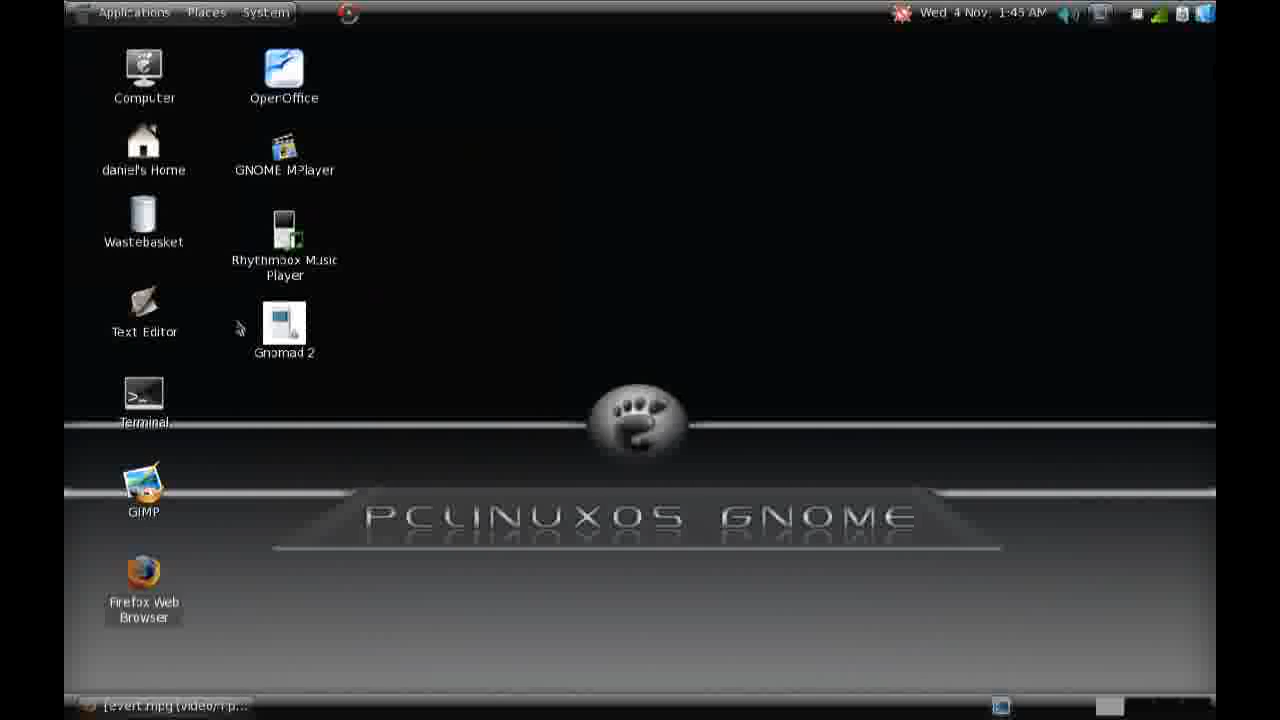 Applications Places System
Wed 4 Nov, 1:45 AM
Computer
OpenOffice
daniel's Home
GNOME MPlayer
Wastebasket
Rhythmbox Music
Player
Text Editor
Gnomad 2
Terminal
GIMP
PCLINUXOS GNOME
Firefox Web
Browser